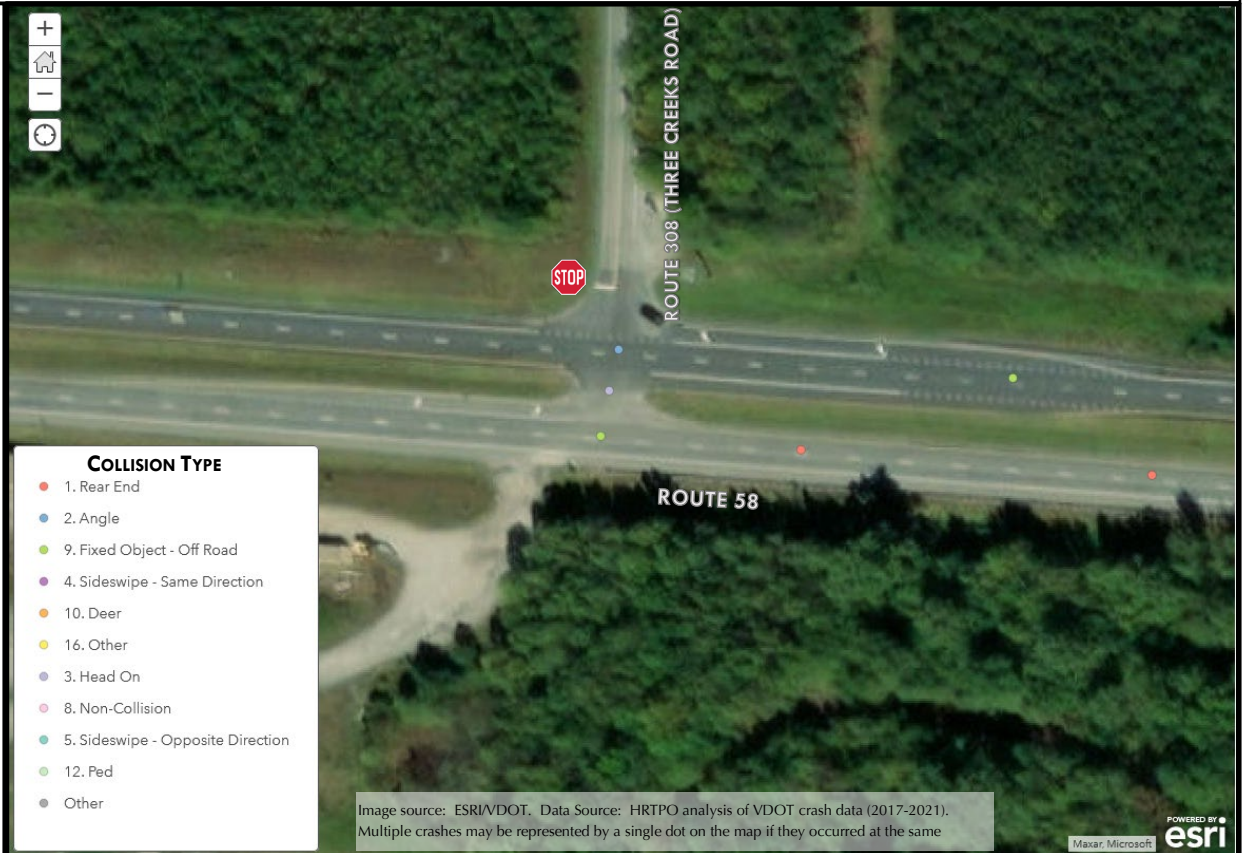 +
−
ROUTE 308 (THREE CREEKS ROAD)
STOP
ROUTE 58
COLLISION TYPE
1. Rear End
2. Angle
9. Fixed Object - Off Road
4. Sideswipe - Same Direction
10. Deer
16. Other
3. Head On
8. Non-Collision
5. Sideswipe - Opposite Direction
12. Ped
Other
Image source: ESRI/VDOT. Data Source: HRTPO analysis of VDOT crash data (2017-2021).
Multiple crashes may be represented by a single dot on the map if they occurred at the same
Maxar, Microsoft
POWERED BY
esri